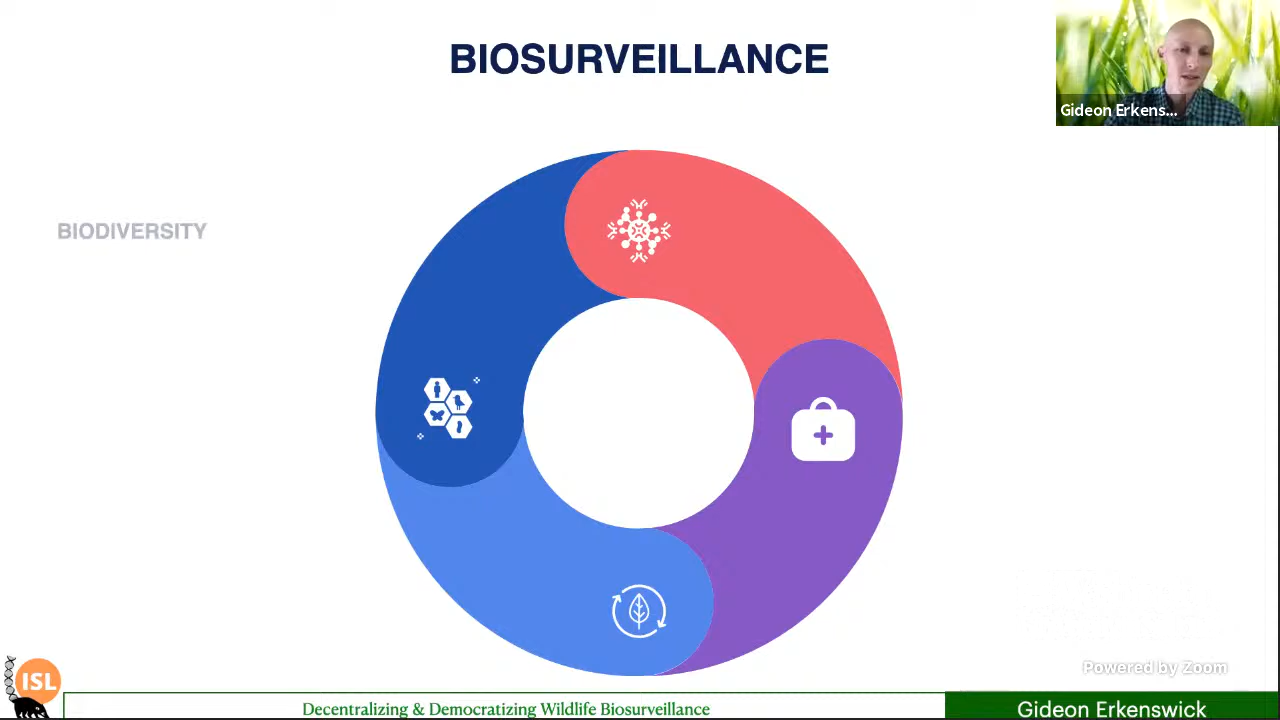 BIOSURVEILLANCE
Gideon Erkens...
BIODIVERSITY
Powered by Zoom
ISL
Decentralizing & Democratizing Wildlife Biosurveillance
Gideon Erkenswick